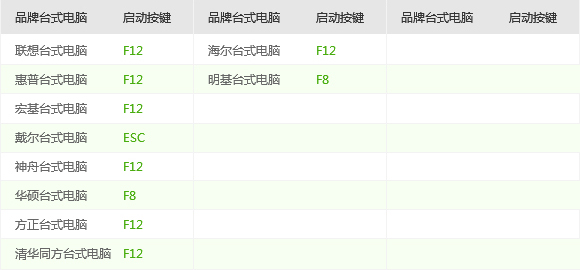 品牌台式电脑 启动按键 品牌台式电脑 启动按键 品牌台式电脑 启动按键
联想台式电脑 F12 海尔台式电脑 F12
惠普台式电脑 F12 明基台式电脑 F8
宏基台式电脑 F12
戴尔台式电脑 ESC
神舟台式电脑 F12
华硕台式电脑 F8
方正台式电脑 F12
清华同方台式电脑 F12